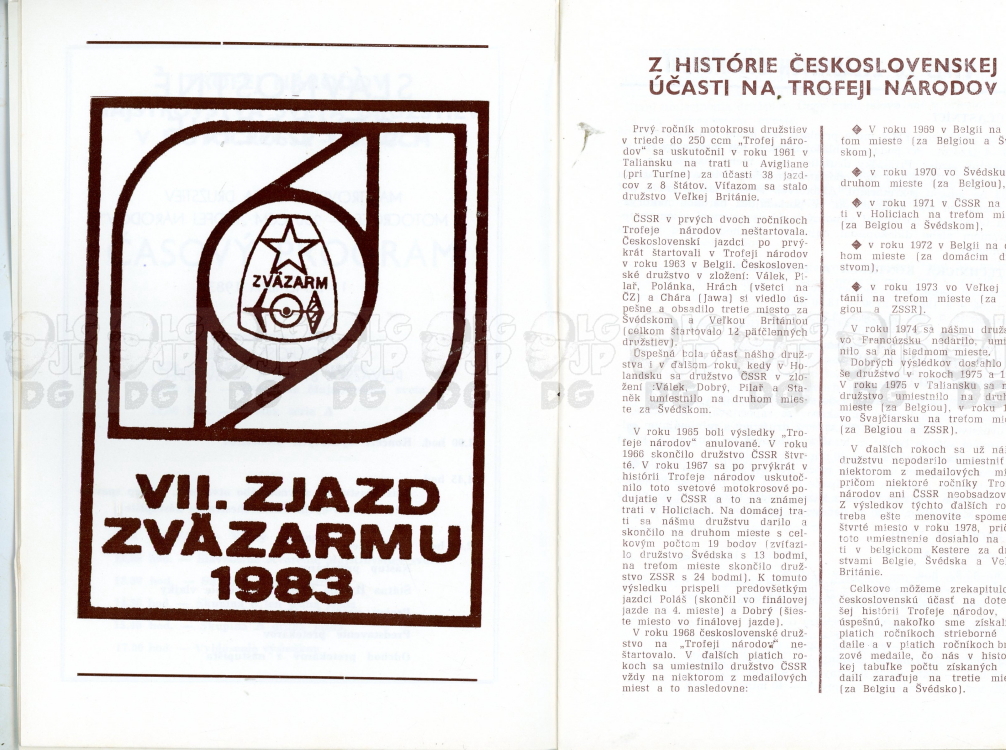 ZVÄZARM
VII. ZJAZD
ZVÄZARMU
1983
Z HISTÓRIE ČESKOSLOVENSKEJ
ÚČASTI NA TROFEJI NÁRODOV
Prvý ročník motokrosu družstiev
v triede do 250 ccm „Trofej náro-
dov" sa uskutočnil v roku 1961 v
Taliansku na trati u Avigliane
(pri Turíne) za účasti 38 jazd-
cov z 8 štátov. Víťazom sa stalo
družstvo Veľkej Británie.
ČSSR v prvých dvoch ročníkoch
Trofeje národov neštartovala.
Československí jazdci po prvý-
krát štartovali v Trofeji národov
v roku 1963 v Belgii. Českosloven-
ské družstvo v zložení: Válek, Pi-
lař, Polánka, Hrách (všetci na
ČZ) a Chára (Jawa) si viedlo ús-
pešne a obsadilo tretie miesto za
Švédskom a Veľkou Britániou
(celkom štartovalo 12 päťčlenných
družstiev).
Úspešná bola účasť nášho druž-
stva i v ďalšom roku, kedy v Ho-
landsku sa družstvo ČSSR v zlo-
žení Válek, Dobrý, Pilař a Sta-
něk umiestnilo na druhom mies-
te za Švédskom.
V roku 1965 boli výsledky „Tro-
feje národov" anulované. V roku
1966 skončilo družstvo ČSSR štvr-
té. V roku 1967 sa po prvýkrát v
histórii Trofeje národov uskutoč-
nilo toto svetové motokrosové po-
dujatie v ČSSR a to na známej
trati v Holiciach. Na domácej tra-
ti sa nášmu družstvu darilo a
skončilo na druhom mieste s cel-
kovým počtom 19 bodov (zvíťazi-
lo družstvo Švédska s 13 bodmi,
na treťom mieste skončilo druž-
stvo ZSSR s 24 bodmi). K tomuto
výsledku prispeli predovšetkým
jazdci Poláš (skončil vo finálovej
jazde na 4. mieste) a Dobrý (šies-
te miesto vo finálovej jazde).
V roku 1968 československé druž-
stvo na „Trofeji národov" ne-
štartovalo. V ďalších piatich ro-
koch sa umiestnilo družstvo ČSSR
vždy na niektorom z medailových
miest a to nasledovne:
◆ V roku 1969 v Belgii na
ťom mieste (za Belgiou a Šv
skom),
◆ v roku 1970 vo Švédsku
druhom mieste (za Belgiou),
◆ v roku 1971 v ČSSR na
ti v Holiciach na treťom mi
(za Belgiou a Švédskom),
◆ v roku 1972 v Belgii na
hom mieste (za domácim d
stvom),
◆ v roku 1973 vo Veľkej
tánii na treťom mieste (za
giou a ZSSR).
V roku 1974 sa nášmu druž
vo Francúzsku nedarilo, umi
nilo sa na siedmom mieste.
Dobrých výsledkov dosiahlo
še družstvo v rokoch 1975 a 1
V roku 1975 v Taliansku sa n
družstvo umiestnilo na druh
mieste (za Belgiou), v roku
vo Švajčiarsku na treťom mi
(za Belgiou a ZSSR).
V ďalších rokoch sa už ná
družstvu nepodarilo umiestniť
niektorom z medailových mi
pričom niektoré ročníky Tro
národov ani ČSSR neobsadzov
Z výsledkov týchto ďalších ro
treba ešte menovite spome
štvrté miesto v roku 1978, prič
toto umiestnenie dosiahlo na
ti v belgickom Kestere za dr
stvami Belgie, Švédska a Ve
Británie.
Celkove môžeme zrekapitulo
československú účasť na dote
šej histórii Trofeje národov,
úspešnú, nakoľko sme získali
piatich ročníkoch strieborné
daile a v piatich ročníkoch br
zové medaile, čo nás v histo
kej tabuľke počtu získaných
dailí zaraďuje na tretie mie
(za Belgiu a Švédsko).